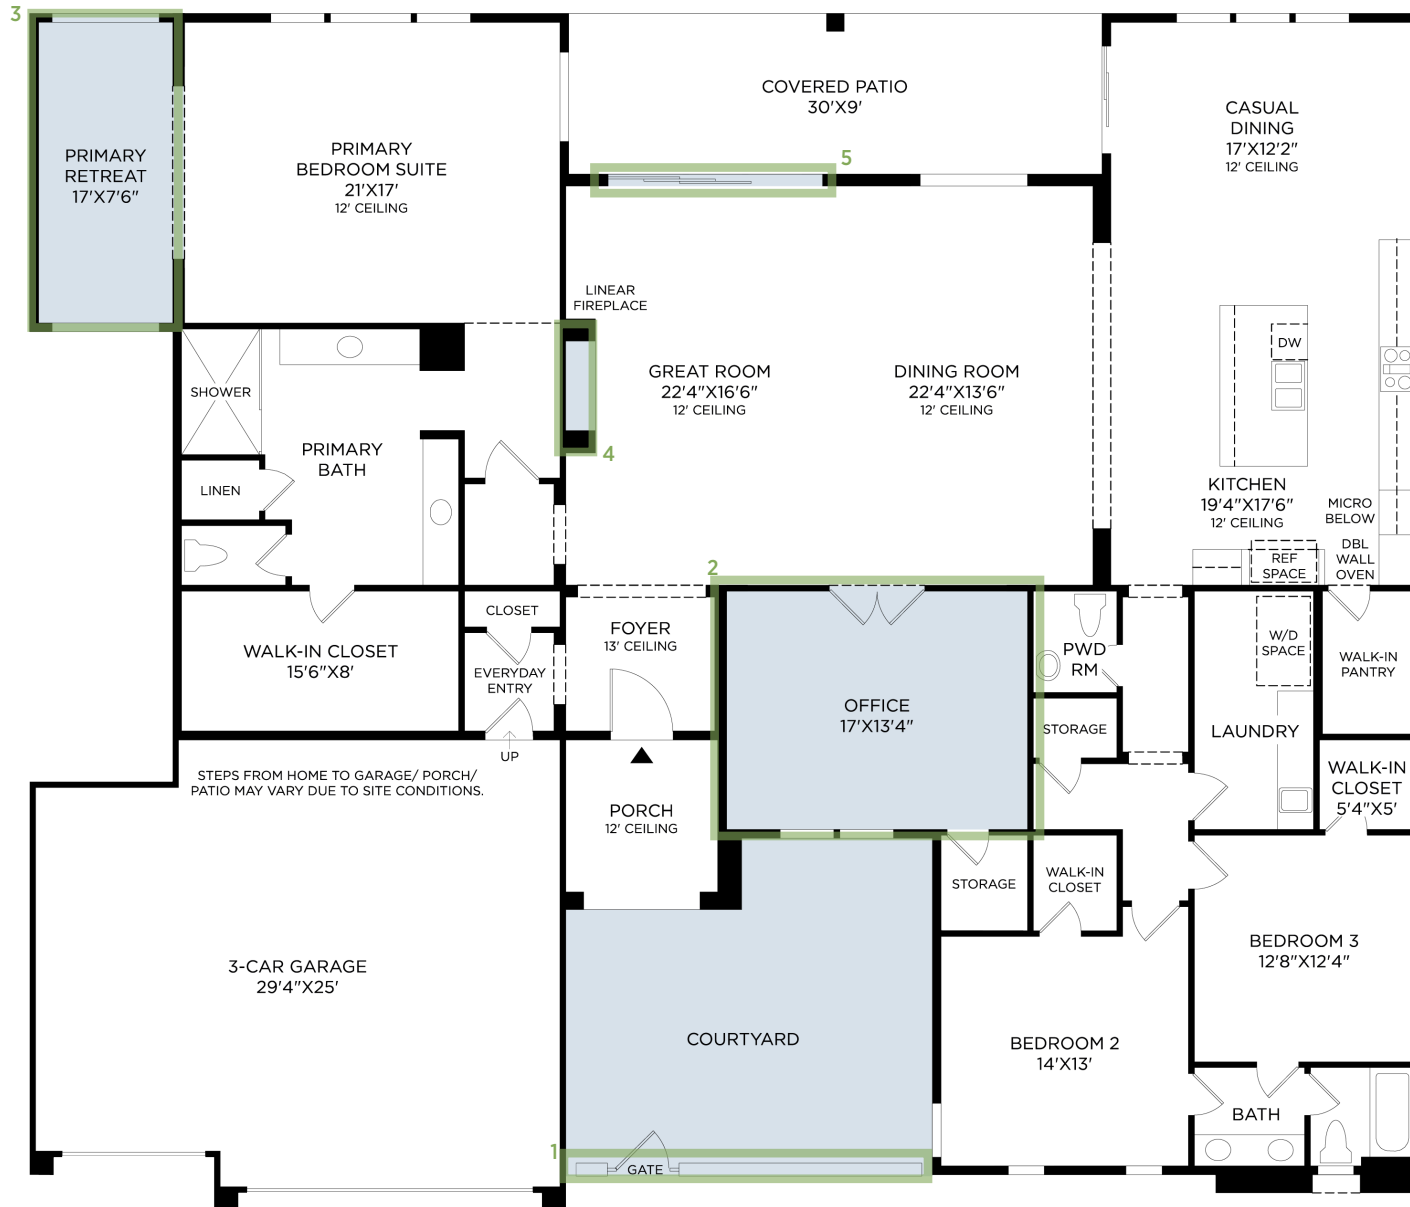 3
PRIMARY
RETREAT
17'X7'6"
PRIMARY
BEDROOM SUITE
21'X17'
12' CEILING
COVERED PATIO
30'X9'
5
CASUAL
DINING
17'X12'2"
12' CEILING
LINEAR
FIREPLACE
4
GREAT ROOM
22'4"X16'6"
12' CEILING
DINING ROOM
22'4"X13'6"
12' CEILING
DW
KITCHEN
19'4"X17'6"
12' CEILING
MICRO
BELOW
DBL
WALL
OVEN
REF
SPACE
SHOWER
PRIMARY
BATH
LINEN
WALK-IN CLOSET
15'6"X8'
CLOSET
EVERYDAY
ENTRY
UP
FOYER
13' CEILING
2
OFFICE
17'X13'4"
PWD
RM
STORAGE
W/D
SPACE
LAUNDRY
WALK-IN
PANTRY
WALK-IN
CLOSET
5'4"X5'
STEPS FROM HOME TO GARAGE/ PORCH/
PATIO MAY VARY DUE TO SITE CONDITIONS.
PORCH
12' CEILING
STORAGE
WALK-IN
CLOSET
3-CAR GARAGE
29'4"X25'
COURTYARD
BEDROOM 2
14'X13'
BEDROOM 3
12'8"X12'4"
BATH
1
GATE